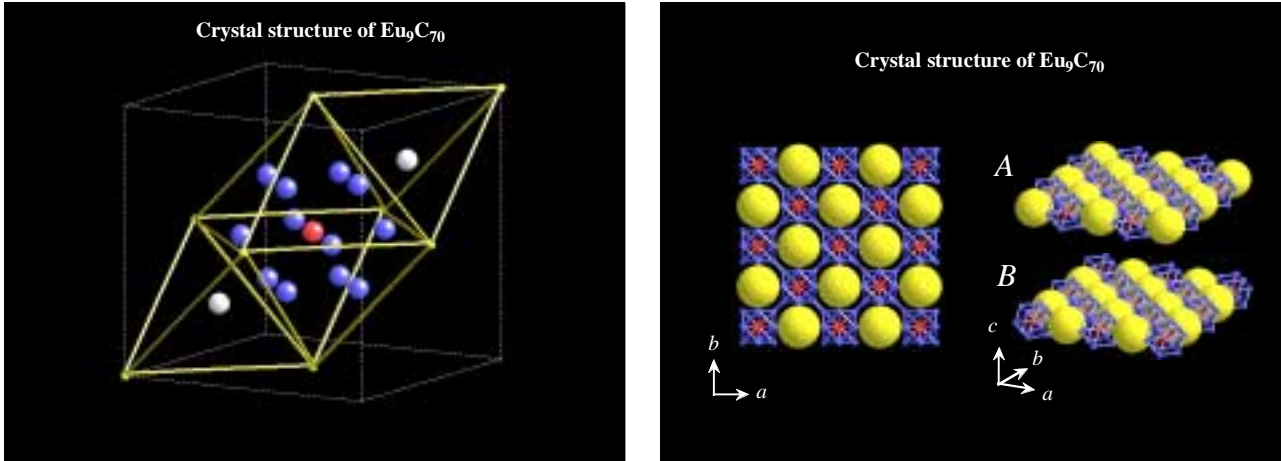 Crystal structure of Eu₉C₇₀
Crystal structure of Eu₉C₇₀
A
B
b
a
c
b
a